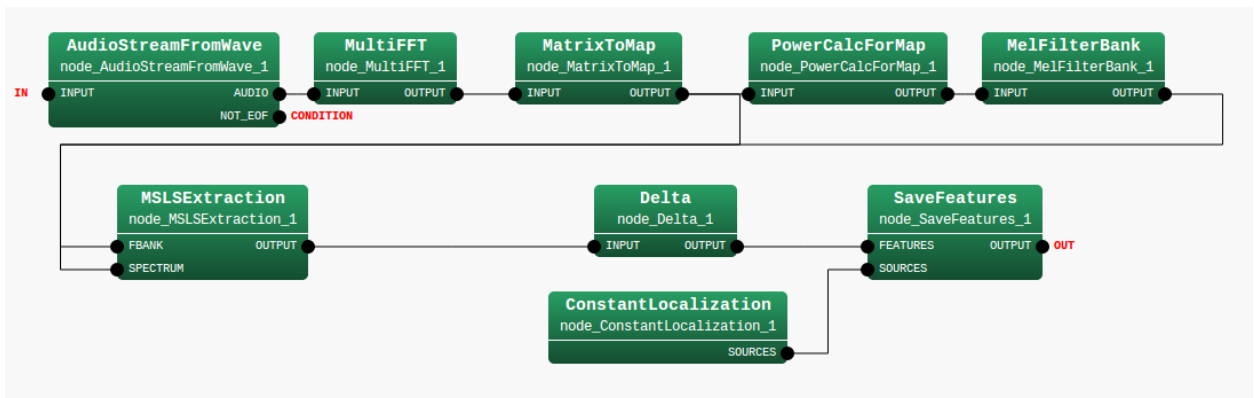 AudioStreamFromWave
node_AudioStreamFromWave_1
IN INPUT AUDIO
NOT_EOF CONDITION
MultiFFT
node_MultiFFT_1
INPUT OUTPUT
MatrixToMap
node_MatrixToMap_1
INPUT OUTPUT
PowerCalcForMap
node_PowerCalcForMap_1
INPUT OUTPUT
MelFilterBank
node_MelFilterBank_1
INPUT OUTPUT
MSLSExtraction
node_MSLSExtraction_1
FBANK OUTPUT
SPECTRUM
Delta
node_Delta_1
INPUT OUTPUT
SaveFeatures
node_SaveFeatures_1
FEATURES OUTPUT OUT
SOURCES
ConstantLocalization
node_ConstantLocalization_1
SOURCES